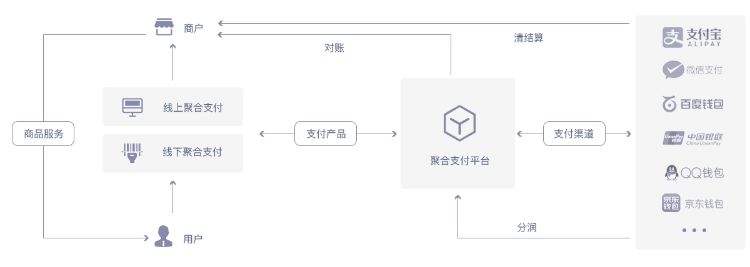 商户
清结算
对账
支付宝
ALIPAY
微信支付
线上聚合支付
百度钱包
商品服务
支付产品
支付渠道
UnionPay
银联
中国银联
China UnionPay
线下聚合支付
聚合支付平台
QQ钱包
京东
钱包
京东钱包
分润
用户